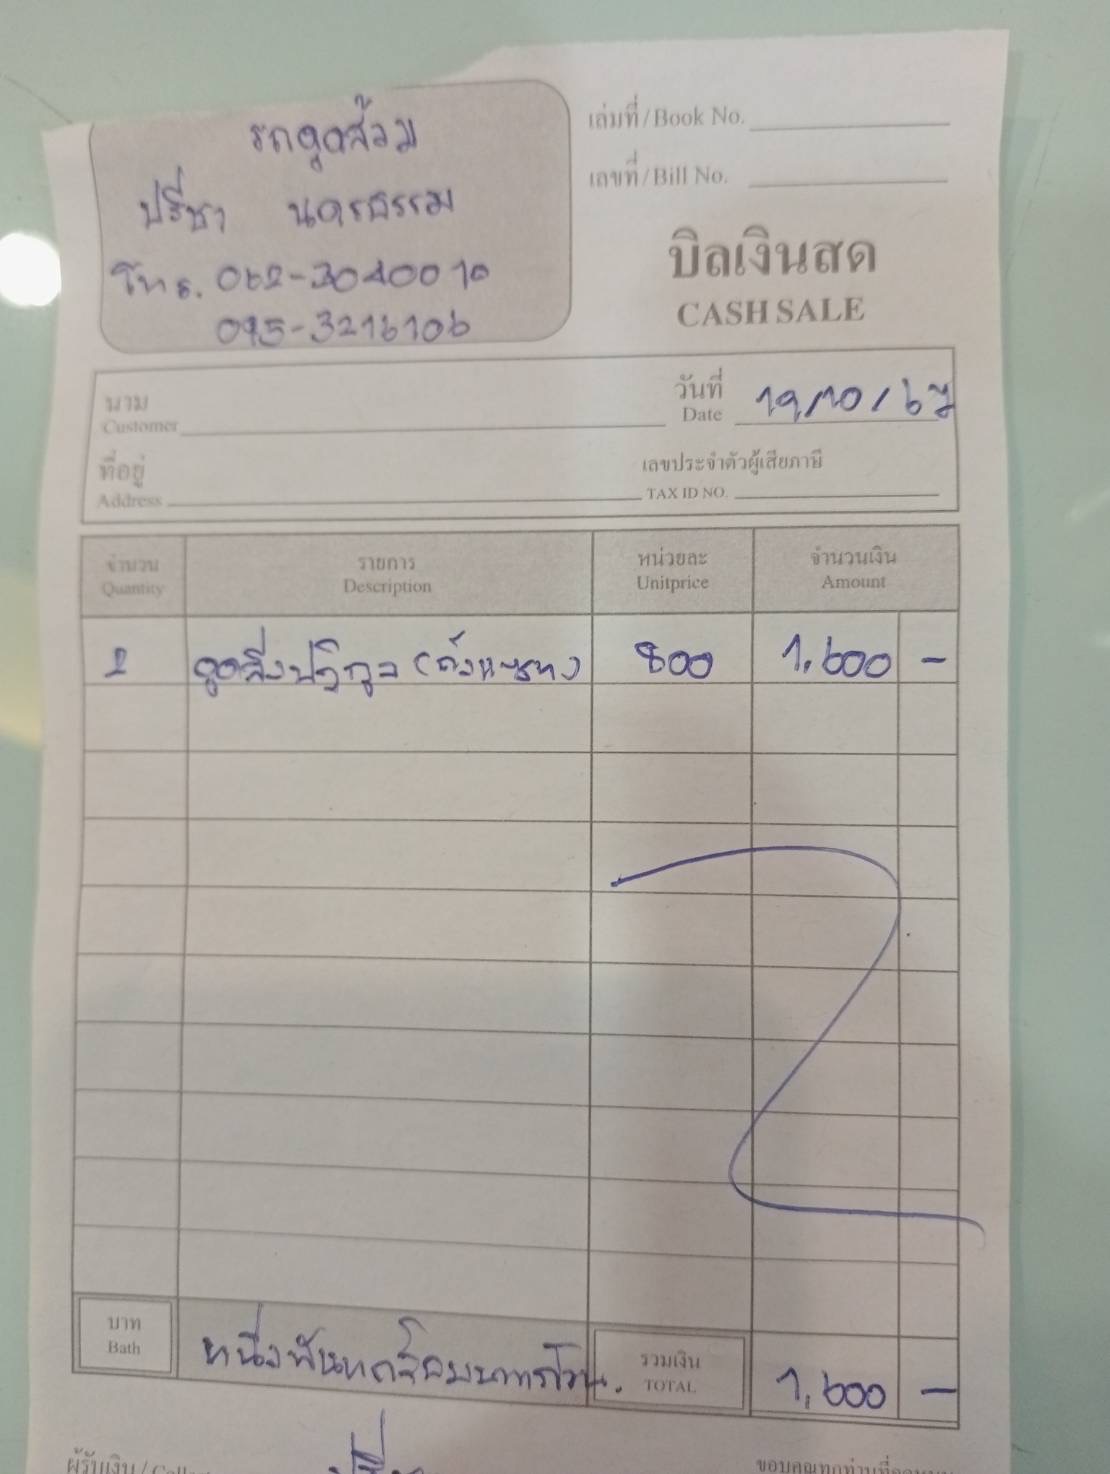 รถดูดส้วม
ปรีชา นครธรรม
โทร. 062-3040010
095-3216106
เล่มที่/Book No.
เลขที่/Bill No.
บิลเงินสด
CASH SALE
นาม
Customer
วันที่ 19/10/67
Date
ที่อยู่
Address
เลขประจำตัวผู้เสียภาษี
TAX ID NO.
จำนวน รายการ หน่วยละ จำนวนเงิน
Quantity Description Unitprice Amount
2 ดูดสิ่งปฏิกูล 800 1,600 -
บาท
Bath
หนึ่งพันหกร้อยบาทถ้วน.
รวมเงิน
TOTAL
1,600 -
ผู้รับเงิน/